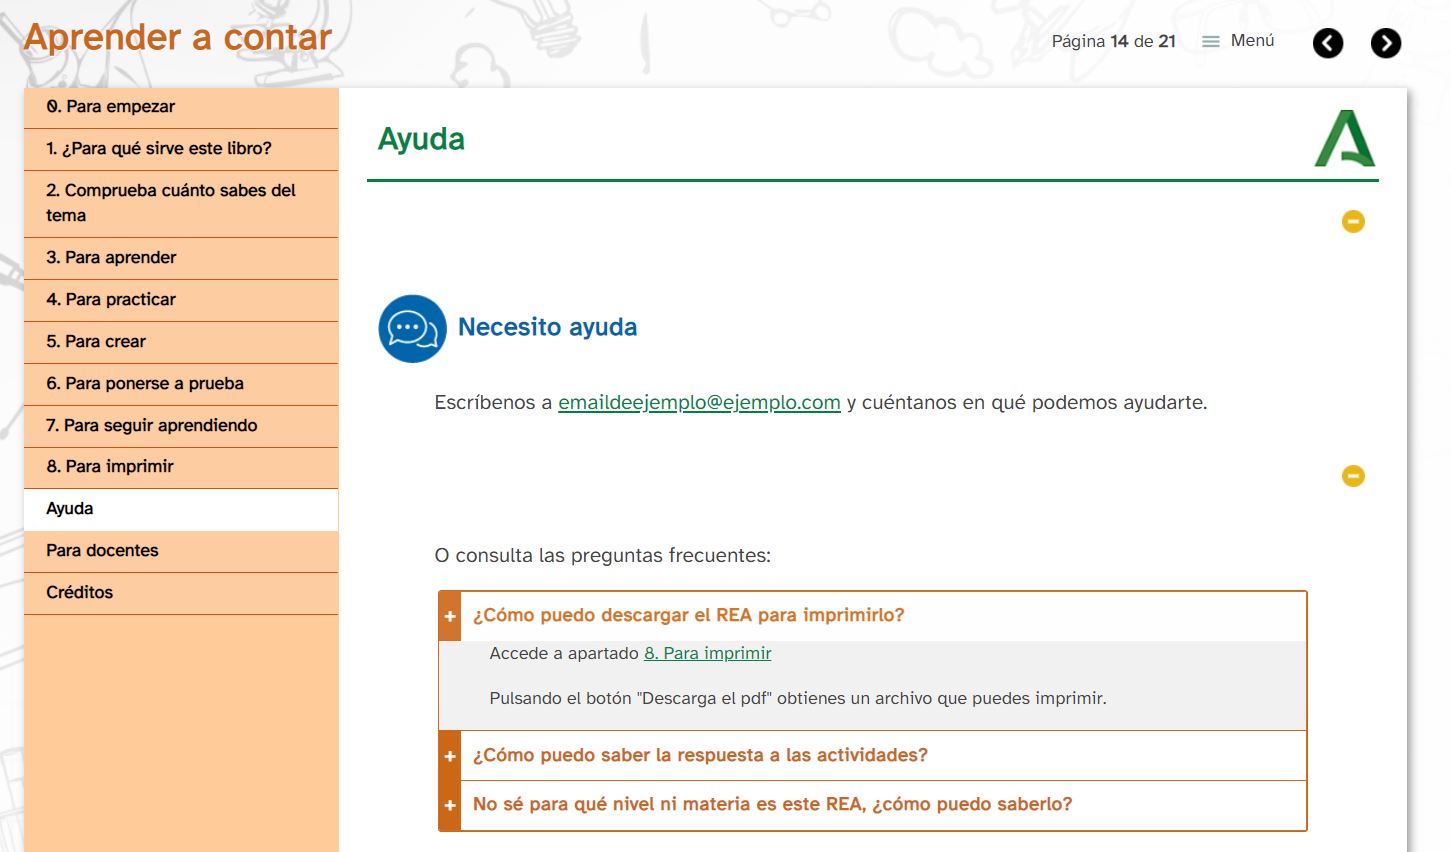 Aprender a contar
Página 14 de 21
Menú
0. Para empezar
1. ¿Para qué sirve este libro?
2. Comprueba cuánto sabes del
tema
3. Para aprender
4. Para practicar
5. Para crear
6. Para ponerse a prueba
7. Para seguir aprendiendo
8. Para imprimir
Ayuda
Para docentes
Créditos
Ayuda
Necesito ayuda
Escríbenos a emaildeejemplo@ejemplo.com y cuéntanos en qué podemos ayudarte.
O consulta las preguntas frecuentes:
+ ¿Cómo puedo descargar el REA para imprimirlo?
Accede a apartado 8. Para imprimir
Pulsando el botón "Descarga el pdf" obtienes un archivo que puedes imprimir.
+ ¿Cómo puedo saber la respuesta a las actividades?
+ No sé para qué nivel ni materia es este REA, ¿cómo puedo saberlo?